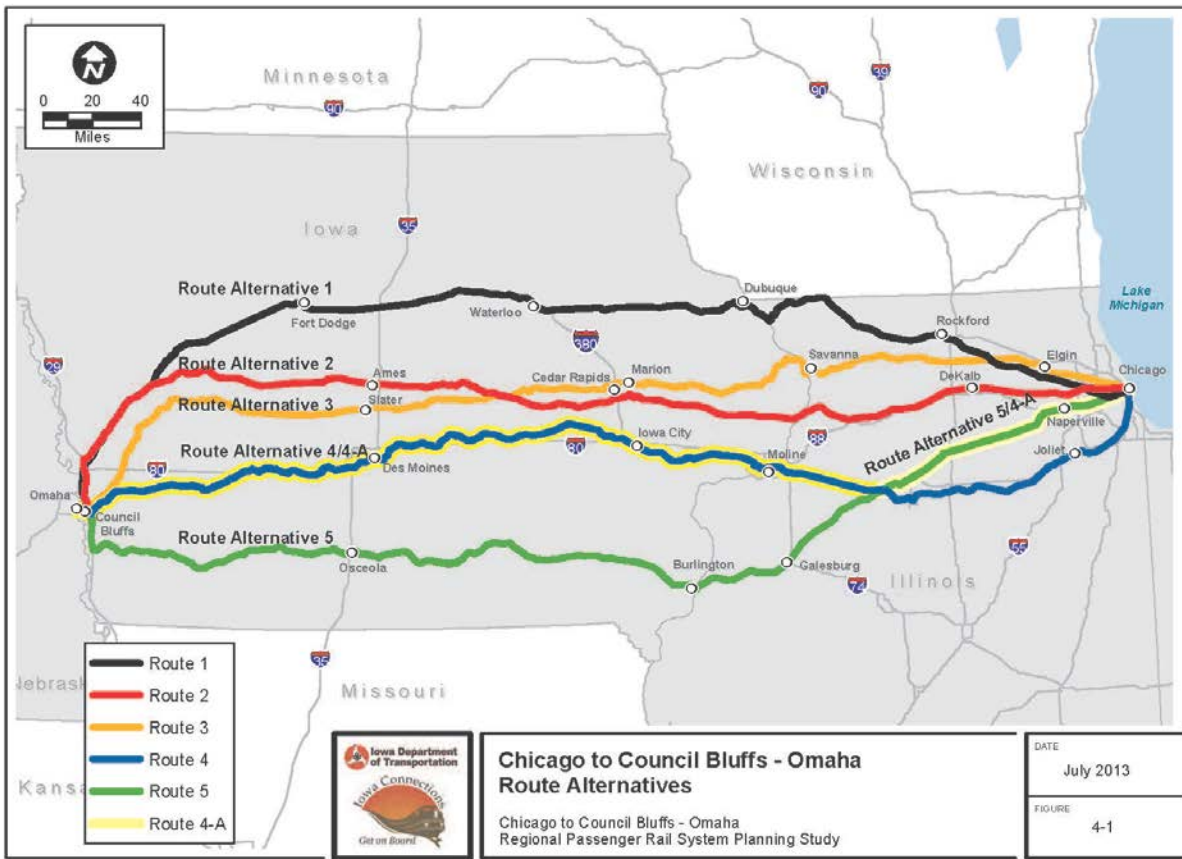 N
0 20 40
Miles
Minnesota
90
39
90
Wisconsin
Iowa
35
Lake
Michigan
Route Alternative 1
Fort Dodge
Waterloo
Dubuque
Rockford
380
29
Route Alternative 2
Ames
Slater
Cedar Rapids
Marion
Savanna
Elgin
DeKalb
Chicago
Route Alternative 3
Naperville
Route Alternative 5/4-A
88
Iowa City
80
Route Alternative 4/4-A
80
Des Moines
Moline
Joliet
Omaha
Council
Bluffs
Route Alternative 5
Osceola
Burlington
Galesburg
55
74
Illinois
35
Missouri
Nebrask
Kansa
Route 1
Route 2
Route 3
Route 4
Route 5
Route 4-A
Iowa Department
of Transportation
Iowa Connections
Get on Board!
Chicago to Council Bluffs - Omaha
Route Alternatives
Chicago to Council Bluffs - Omaha
Regional Passenger Rail System Planning Study
DATE
July 2013
FIGURE
4-1